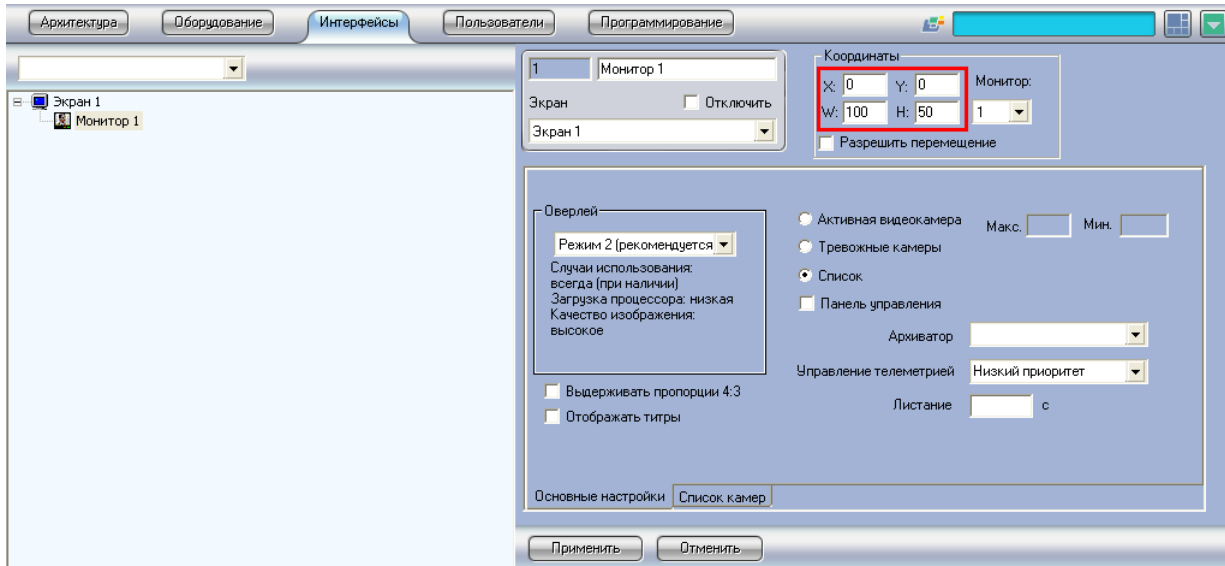 Архитектура Оборудование Интерфейсы Пользователи Программирование
Экран 1
Монитор 1
1 Монитор 1
Экран Отключить
Экран 1
Координаты
X: 0 Y: 0 Монитор:
W: 100 H: 50 1
Разрешить перемещение
Оверлей
Режим 2 (рекомендуется
Случаи использования:
всегда (при наличии)
Загрузка процессора: низкая
Качество изображения:
высокое
Выдерживать пропорции 4:3
Отображать титры
Активная видеокамера Макс. Мин.
Тревожные камеры
Список
Панель управления
Архиватор
Управление телеметрией Низкий приоритет
Листание с
Основные настройки Список камер
Применить Отменить